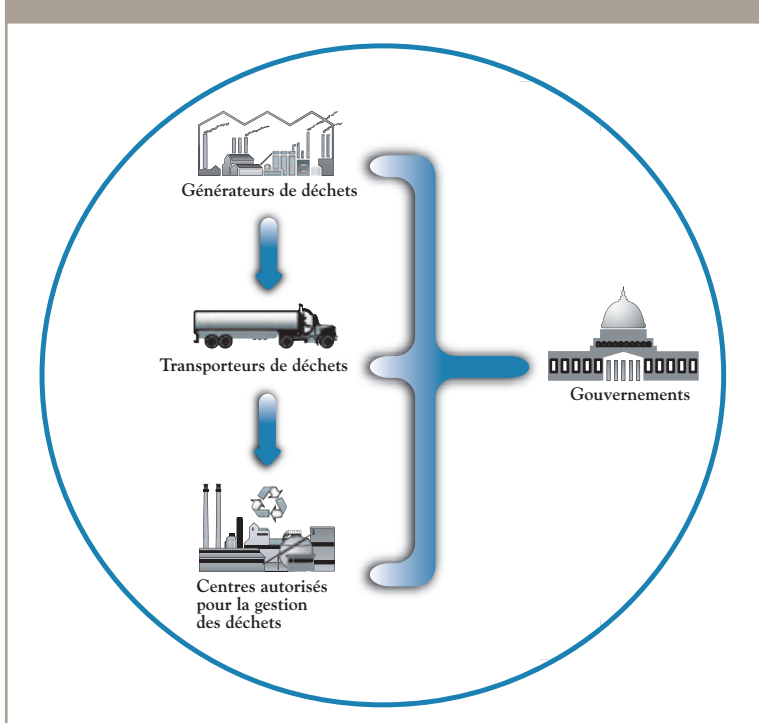 Générateurs de déchets
Transporteurs de déchets
Gouvernements
Centres autorisés
pour la gestion
des déchets